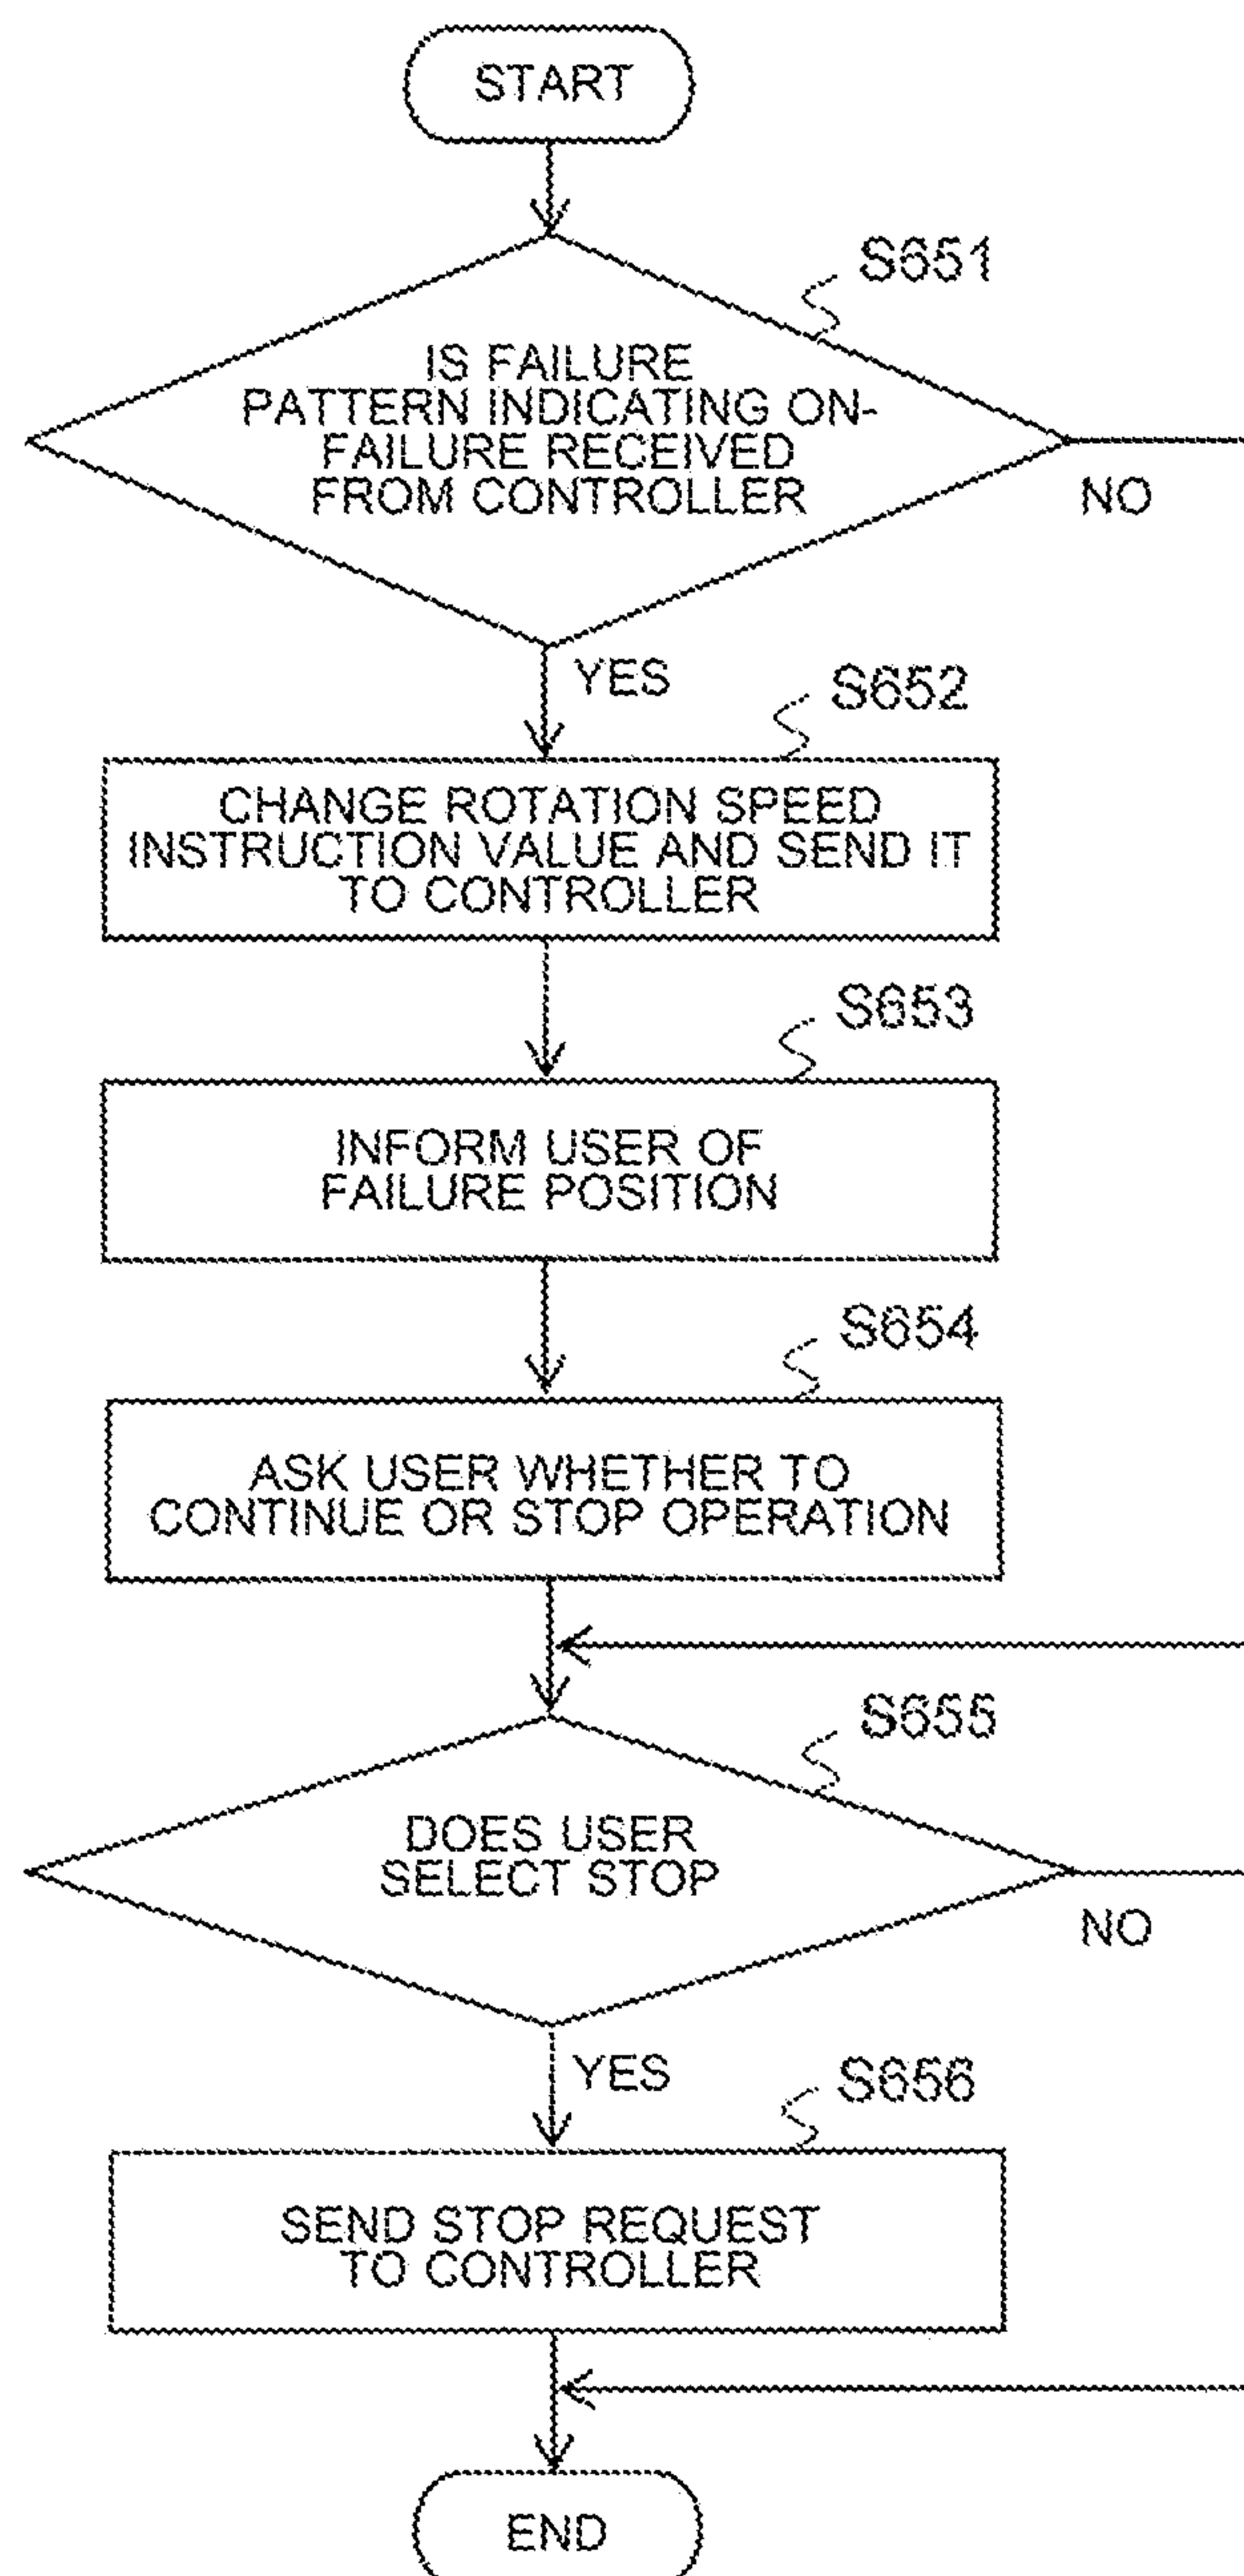 START
S651
IS FAILURE
PATTERN INDICATING ON-
FAILURE RECEIVED
FROM CONTROLLER
NO
YES
S652
CHANGE ROTATION SPEED
INSTRUCTION VALUE AND SEND IT
TO CONTROLLER
S653
INFORM USER OF
FAILURE POSITION
S654
ASK USER WHETHER TO
CONTINUE OR STOP OPERATION
S655
DOES USER
SELECT STOP
NO
YES
S656
SEND STOP REQUEST
TO CONTROLLER
END